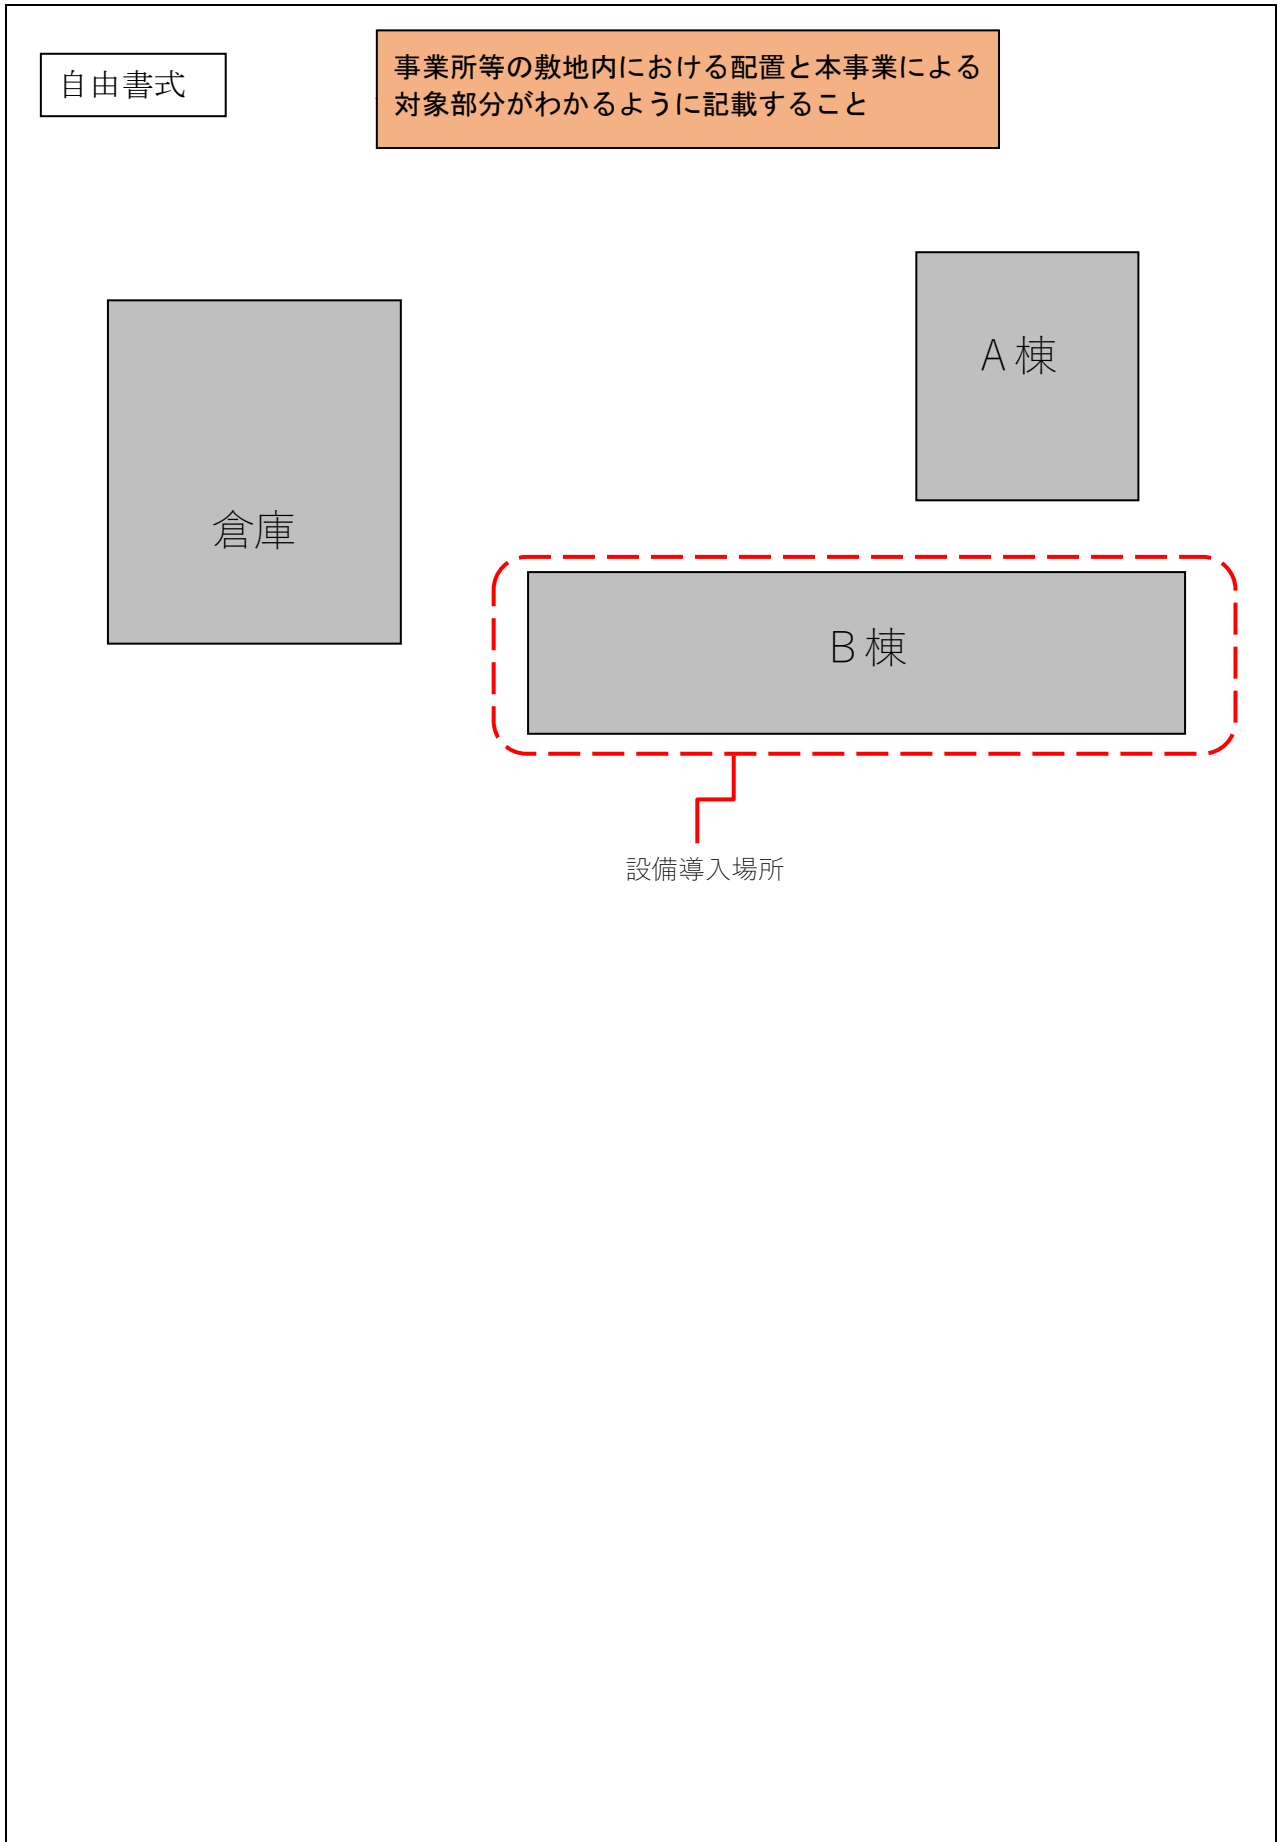 自由書式
事業所等の敷地内における配置と本事業による
対象部分がわかるように記載すること
A棟
倉庫
B棟
設備導入場所